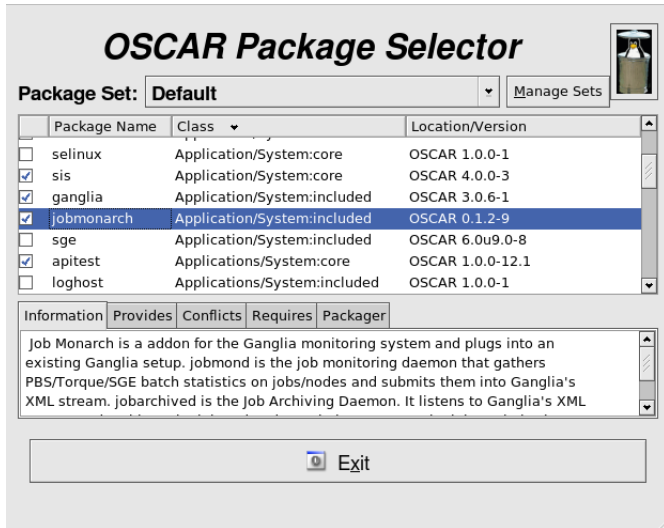 OSCAR Package Selector
Package Set: Default Manage Sets
Package Name Class Location/Version
selinux Application/System:core OSCAR 1.0.0-1
sis Application/System:core OSCAR 4.0.0-3
ganglia Application/System:included OSCAR 3.0.6-1
jobmonarch Application/System:included OSCAR 0.1.2-9
sge Application/System:included OSCAR 6.0u9.0-8
apitest Applications/System:core OSCAR 1.0.0-12.1
loghost Applications/System:included OSCAR 1.0.0-1
Information Provides Conflicts Requires Packager
Job Monarch is a addon for the Ganglia monitoring system and plugs into an
existing Ganglia setup. jobmond is the job monitoring daemon that gathers
PBS/Torque/SGE batch statistics on jobs/nodes and submits them into Ganglia's
XML stream. jobarchived is the Job Archiving Daemon. It listens to Ganglia's XML
Exit